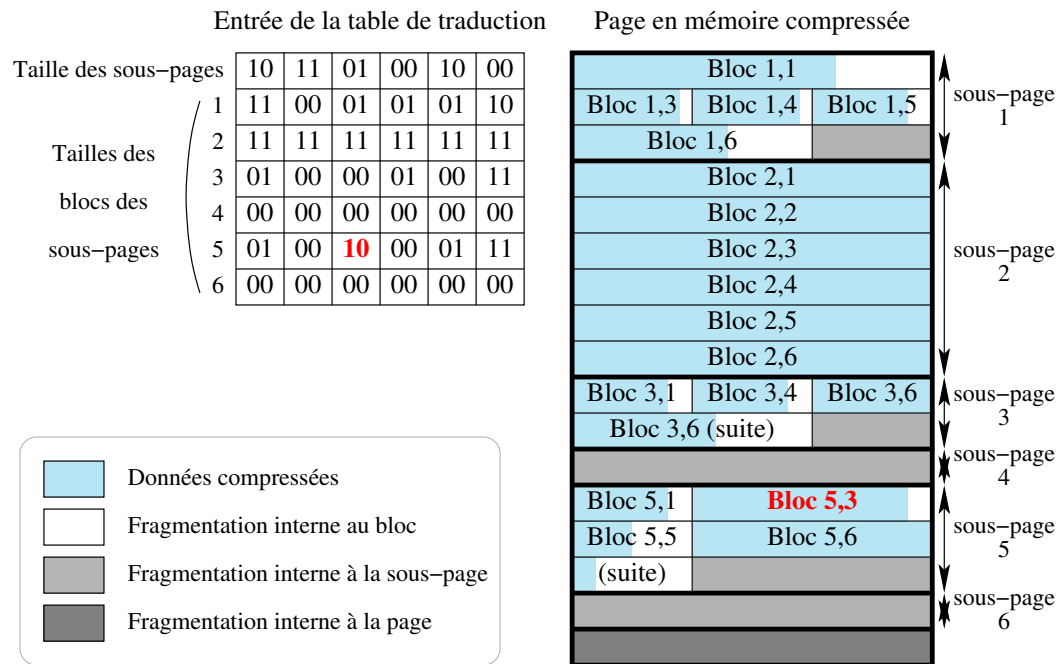 Entrée de la table de traduction
Page en mémoire compressée
Taille des sous−pages 10 11 01 00 10 00
Tailles des blocs des sous−pages
1 11 00 01 01 01 10
2 11 11 11 11 11 11
3 01 00 00 01 00 11
4 00 00 00 00 00 00
5 01 00 10 00 01 11
6 00 00 00 00 00 00
Bloc 1,1
Bloc 1,3 Bloc 1,4 Bloc 1,5
Bloc 1,6
sous−page
1
Bloc 2,1
Bloc 2,2
Bloc 2,3
Bloc 2,4
Bloc 2,5
Bloc 2,6
sous−page
2
Bloc 3,1 Bloc 3,4 Bloc 3,6
Bloc 3,6 (suite)
sous−page
3
sous−page
4
Bloc 5,1 Bloc 5,3
Bloc 5,5 Bloc 5,6
(suite)
sous−page
5
sous−page
6
Données compressées
Fragmentation interne au bloc
Fragmentation interne à la sous−page
Fragmentation interne à la page